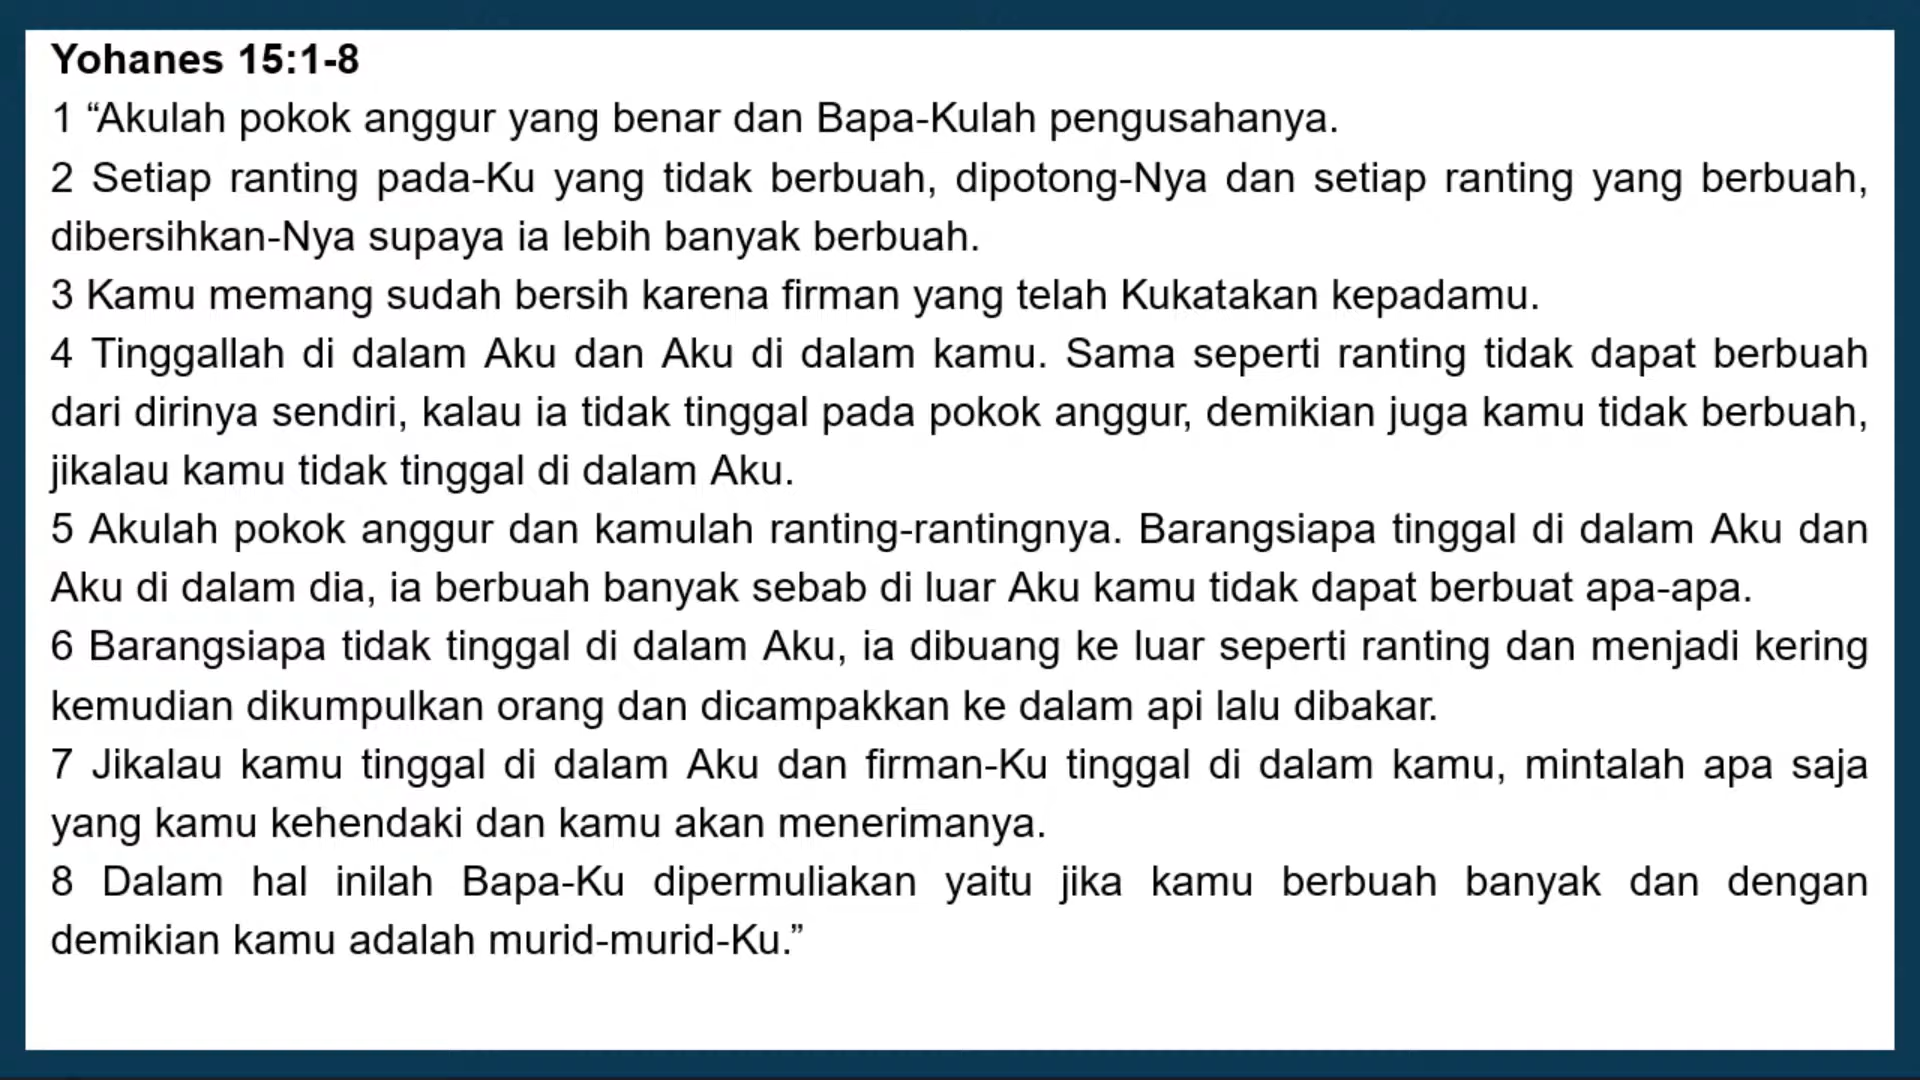 Yohanes 15:1-8
1 “Akulah pokok anggur yang benar dan Bapa-Kulah pengusahanya.
2 Setiap ranting pada-Ku yang tidak berbuah, dipotong-Nya dan setiap ranting yang berbuah,
dibersihkan-Nya supaya ia lebih banyak berbuah.
3 Kamu memang sudah bersih karena firman yang telah Kukatakan kepadamu.
4 Tinggallah di dalam Aku dan Aku di dalam kamu. Sama seperti ranting tidak dapat berbuah
dari dirinya sendiri, kalau ia tidak tinggal pada pokok anggur, demikian juga kamu tidak berbuah,
jikalau kamu tidak tinggal di dalam Aku.
5 Akulah pokok anggur dan kamulah ranting-rantingnya. Barangsiapa tinggal di dalam Aku dan
Aku di dalam dia, ia berbuah banyak sebab di luar Aku kamu tidak dapat berbuat apa-apa.
6 Barangsiapa tidak tinggal di dalam Aku, ia dibuang ke luar seperti ranting dan menjadi kering
kemudian dikumpulkan orang dan dicampakkan ke dalam api lalu dibakar.
7 Jikalau kamu tinggal di dalam Aku dan firman-Ku tinggal di dalam kamu, mintalah apa saja
yang kamu kehendaki dan kamu akan menerimanya.
8 Dalam hal inilah Bapa-Ku dipermuliakan yaitu jika kamu berbuah banyak dan dengan
demikian kamu adalah murid-murid-Ku.”